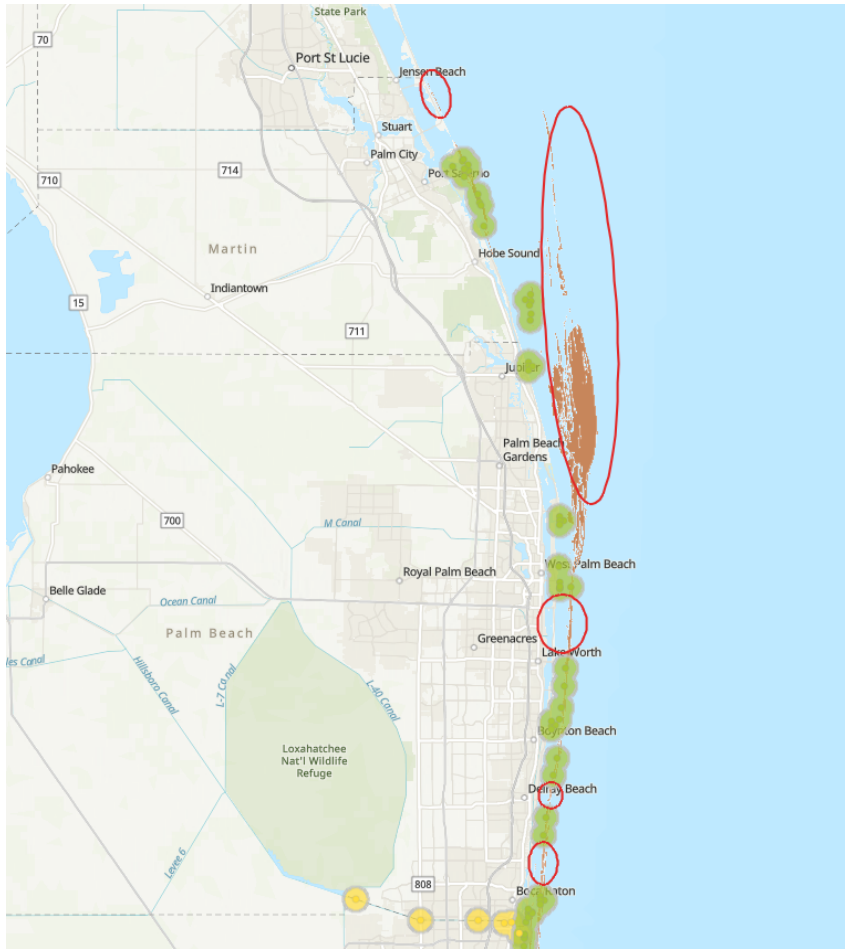 State Park
70
Port St Lucie
Jensen Beach
Stuart
Palm City
714
710
Port Salerno
Martin
Hobe Sound
Indiantown
15
711
Jupiter
Palm Beach
Gardens
Pahokee
700
M Canal
West Palm Beach
Royal Palm Beach
Belle Glade
Ocean Canal
Palm Beach
Greenacres
Lake Worth
les Canal
Hillsboro Canal
L-7 Canal
L-40 Canal
Boynton Beach
Loxahatchee
Nat'l Wildlife
Refuge
Delray Beach
Levee 6
808
Boca Raton